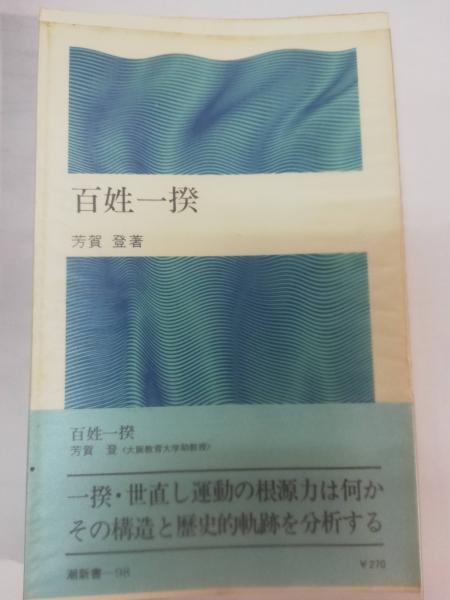 百姓一揆
芳賀 登著
百姓一揆
芳賀 登（大阪教育大学助教授）
一揆・世直し運動の根源力は何か
その構造と歴史的軌跡を分析する
潮新書―98 ¥270